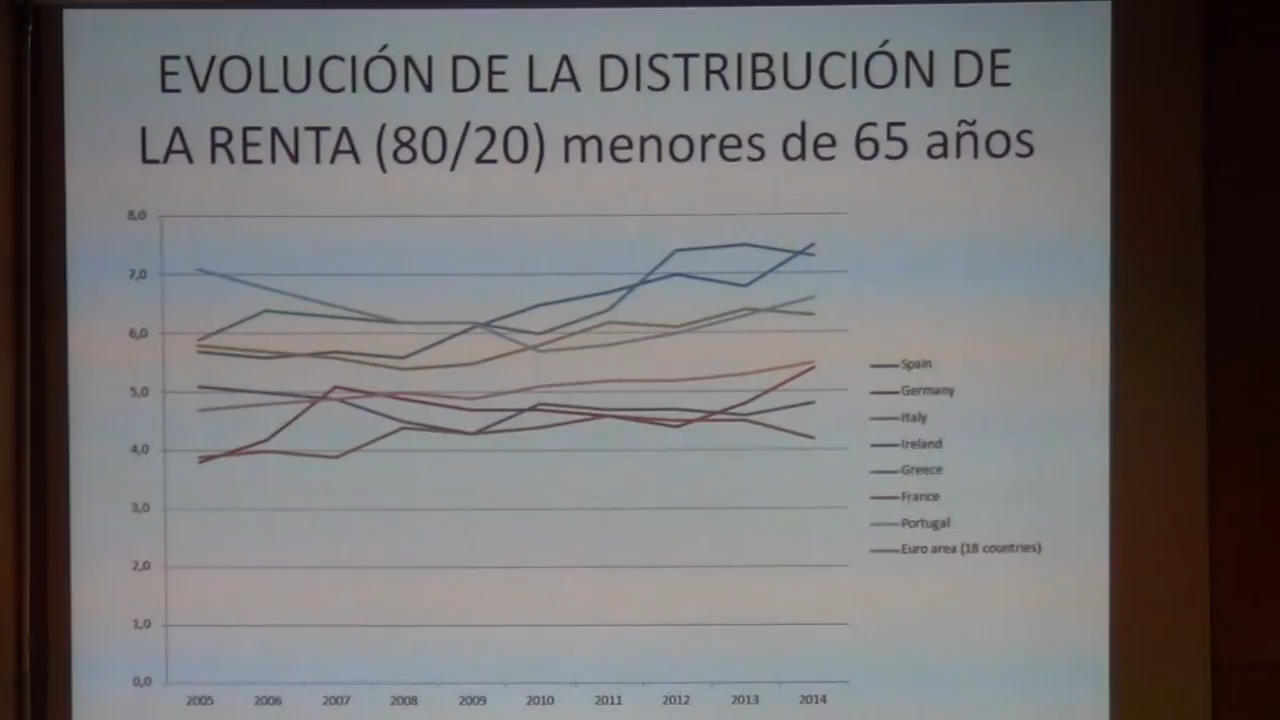 EVOLUCIÓN DE LA DISTRIBUCIÓN DE
LA RENTA (80/20) menores de 65 años
8,0
7,0
6,0
5,0
4,0
3,0
2,0
1,0
0,0
2005 2006 2007 2008 2009 2010 2011 2012 2013 2014
Spain
Germany
Italy
Ireland
Greece
France
Portugal
Euro area (18 countries)